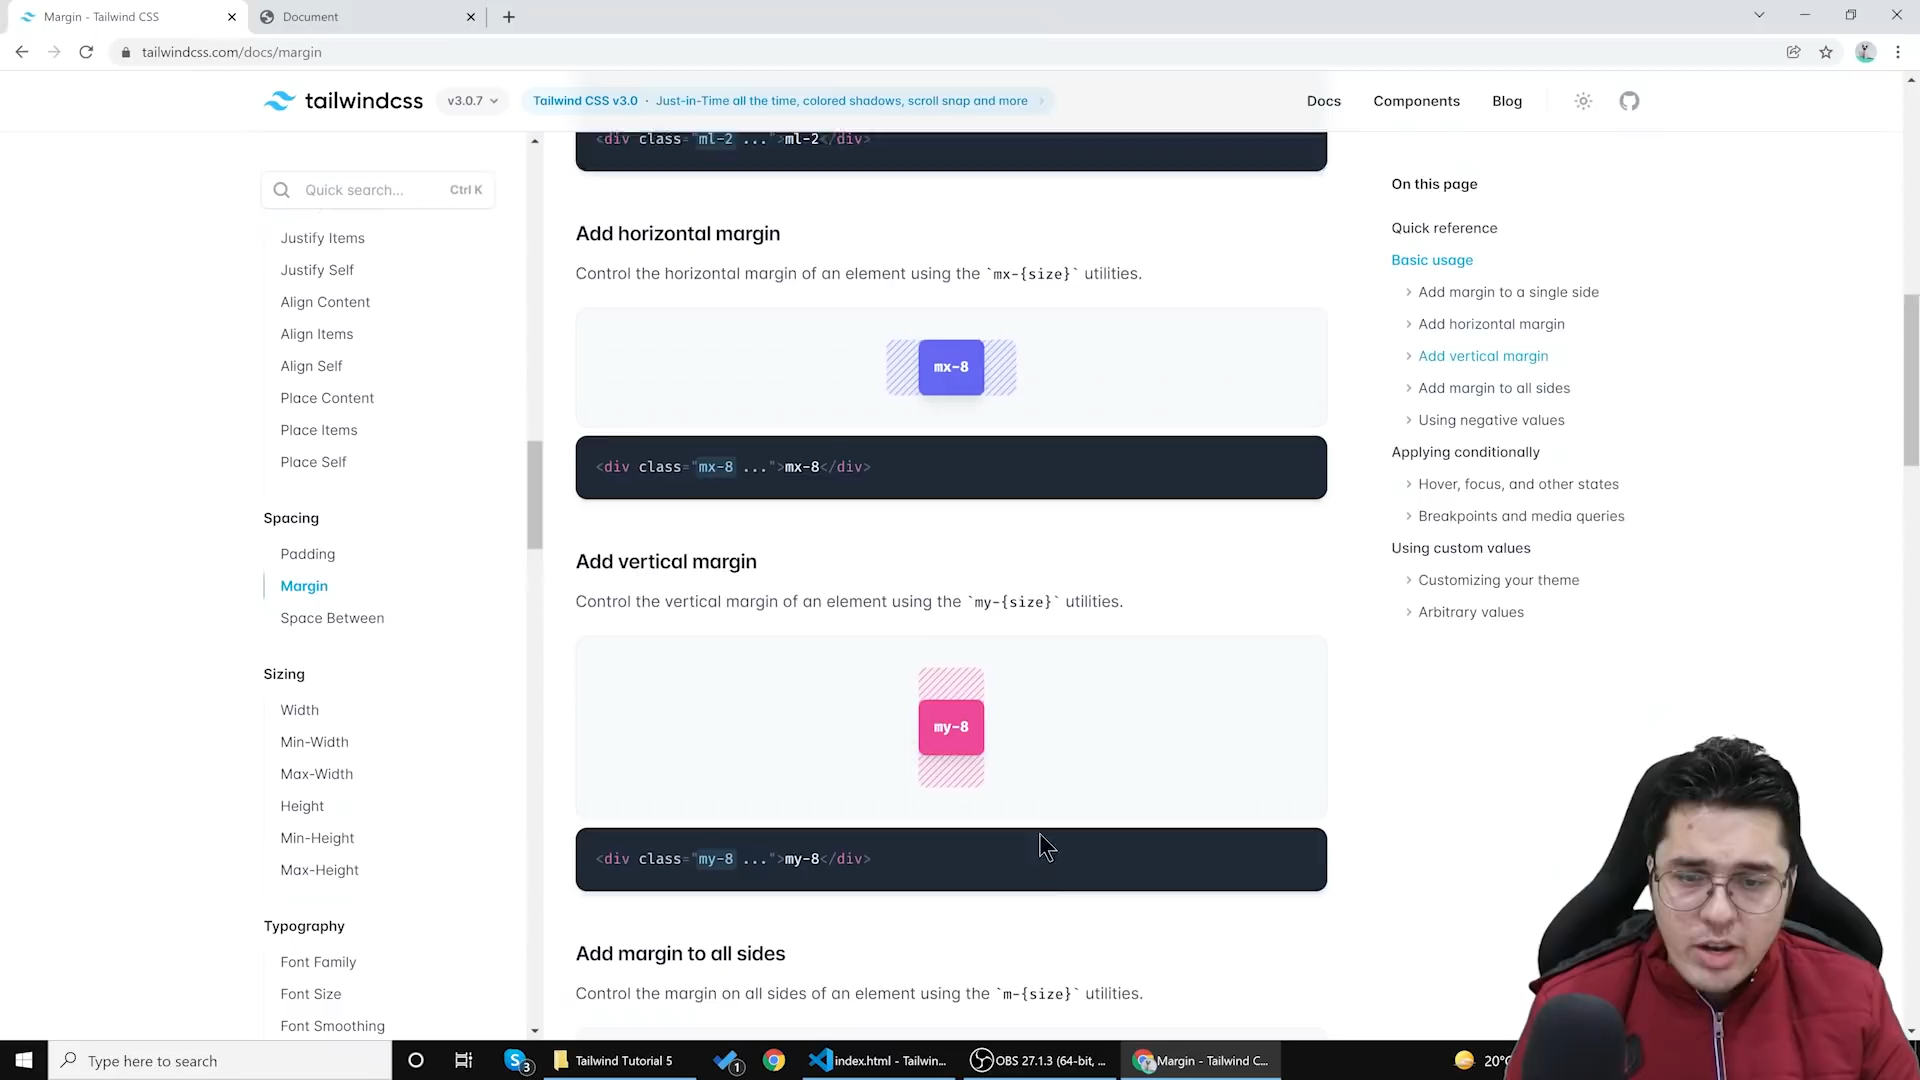 Margin - Tailwind CSS
Document
tailwindcss.com/docs/margin
tailwindcss
v3.0.7
Tailwind CSS v3.0 · Just-in-Time all the time, colored shadows, scroll snap and more
Docs
Components
Blog
Quick search...
Ctrl K
Justify Items
Justify Self
Align Content
Align Items
Align Self
Place Content
Place Items
Place Self
Spacing
Padding
Margin
Space Between
Sizing
Width
Min-Width
Max-Width
Height
Min-Height
Max-Height
Typography
Font Family
Font Size
Font Smoothing
<div class="ml-2 ...">ml-2</div>
Add horizontal margin
Control the horizontal margin of an element using the `mx-{size}` utilities.
mx-8
<div class="mx-8 ...">mx-8</div>
Add vertical margin
Control the vertical margin of an element using the `my-{size}` utilities.
my-8
<div class="my-8 ...">my-8</div>
Add margin to all sides
Control the margin on all sides of an element using the `m-{size}` utilities.
On this page
Quick reference
Basic usage
Add margin to a single side
Add horizontal margin
Add vertical margin
Add margin to all sides
Using negative values
Applying conditionally
Hover, focus, and other states
Breakpoints and media queries
Using custom values
Customizing your theme
Arbitrary values
Type here to search
S
3
Tailwind Tutorial 5
1
index.html - Tailwin...
OBS 27.1.3 (64-bit, ...
Margin - Tailwind C...
20°